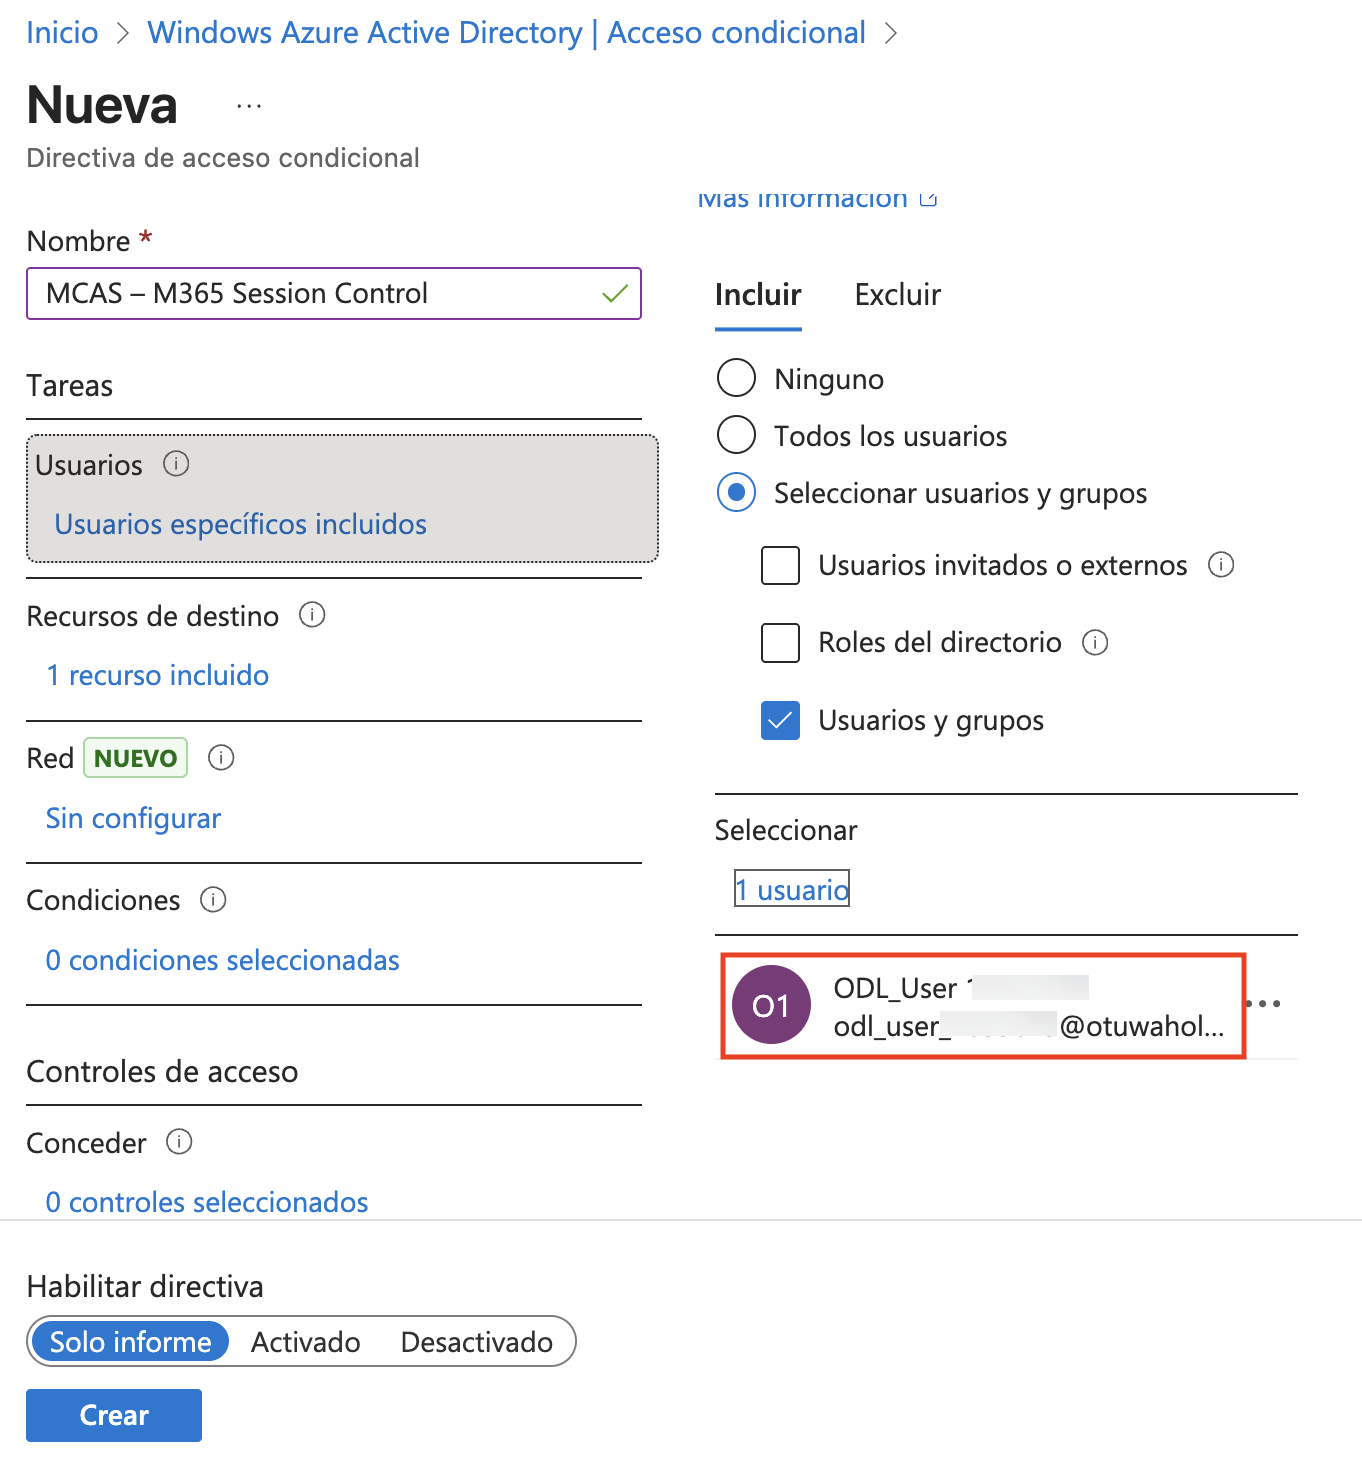 Inicio > Windows Azure Active Directory | Acceso condicional >
Nueva ...
Directiva de acceso condicional
Más información
Nombre *
MCAS – M365 Session Control
Tareas
Usuarios
Usuarios específicos incluidos
Recursos de destino
1 recurso incluido
Red NUEVO
Sin configurar
Condiciones
0 condiciones seleccionadas
Controles de acceso
Conceder
0 controles seleccionados
Incluir Excluir
Ninguno
Todos los usuarios
Seleccionar usuarios y grupos
Usuarios invitados o externos
Roles del directorio
Usuarios y grupos
Seleccionar
1 usuario
O1
ODL_User
odl_user_ @otuwahol...
Habilitar directiva
Solo informe Activado Desactivado
Crear